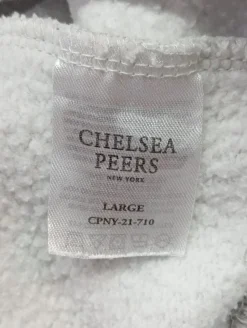 CHELSEA
PEERS
NEW YORK
LARGE
CPNY-21-710